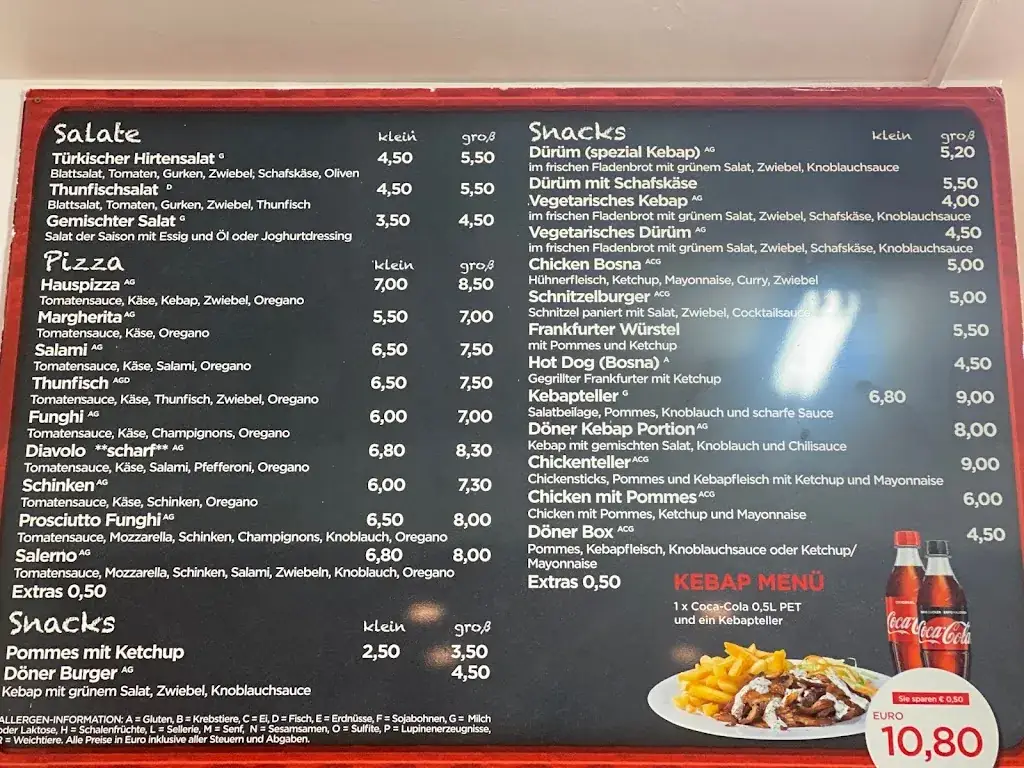 Salate klein groß
Türkischer Hirtensalat G 4,50 5,50
Blattsalat, Tomaten, Gurken, Zwiebel, Schafskäse, Oliven
Thunfischsalat D 4,50 5,50
Blattsalat, Tomaten, Gurken, Zwiebel, Thunfisch
Gemischter Salat G 3,50 4,50
Salat der Saison mit Essig und Öl oder Joghurtdressing
Pizza klein groß
Hauspizza AG 7,00 8,50
Tomatensauce, Käse, Kebap, Zwiebel, Oregano
Margherita AG 5,50 7,00
Tomatensauce, Käse, Oregano
Salami AG 6,50 7,50
Tomatensauce, Käse, Salami, Oregano
Thunfisch AGD 6,50 7,50
Tomatensauce, Käse, Thunfisch, Zwiebel, Oregano
Funghi AG 6,00 7,00
Tomatensauce, Käse, Champignons, Oregano
Diavolo **scharf** AG 6,80 8,30
Tomatensauce, Käse, Salami, Pfefferoni, Oregano
Schinken AG 6,00 7,30
Tomatensauce, Käse, Schinken, Oregano
Prosciutto Funghi AG 6,50 8,00
Tomatensauce, Mozzarella, Schinken, Champignons, Knoblauch, Oregano
Salerno AG 6,80 8,00
Tomatensauce, Mozzarella, Schinken, Salami, Zwiebeln, Knoblauch, Oregano
Extras 0,50
Snacks klein groß
Pommes mit Ketchup 2,50 3,50
Döner Burger AG 4,50
Kebap mit grünem Salat, Zwiebel, Knoblauchsauce
ALLERGEN-INFORMATION: A = Gluten, B = Krebstiere, C = Ei, D = Fisch, E = Erdnüsse, F = Sojabohnen, G = Milch
oder Laktose, H = Schalenfrüchte, L = Sellerie, M = Senf, N = Sesamsamen, O = Sulfite, P = Lupinenerzeugnisse,
R = Weichtiere. Alle Preise in Euro inklusive aller Steuern und Abgaben.
Snacks klein groß
Dürüm (spezial Kebap) AG 5,20
im frischen Fladenbrot mit grünem Salat, Zwiebel, Knoblauchsauce
Dürüm mit Schafskäse 5,50
Vegetarisches Kebap AG 4,00
im frischen Fladenbrot mit grünem Salat, Zwiebel, Schafskäse, Knoblauchsauce
Vegetarisches Dürüm AG 4,50
im frischen Fladenbrot mit grünem Salat, Zwiebel, Schafskäse, Knoblauchsauce
Chicken Bosna ACG 5,00
Hühnerfleisch, Ketchup, Mayonnaise, Curry, Zwiebel
Schnitzelburger ACG 5,00
Schnitzel paniert mit Salat, Zwiebel, Cocktailsauce
Frankfurter Würstel 5,50
mit Pommes und Ketchup
Hot Dog (Bosna) A 4,50
Gegrillter Frankfurter mit Ketchup
Kebapteller G 6,80 9,00
Salatbeilage, Pommes, Knoblauch und scharfe Sauce
Döner Kebap Portion AG 8,00
Kebap mit gemischten Salat, Knoblauch und Chilisauce
Chickenteller ACG 9,00
Chickensticks, Pommes und Kebapfleisch mit Ketchup und Mayonnaise
Chicken mit Pommes ACG 6,00
Chicken mit Pommes, Ketchup und Mayonnaise
Döner Box ACG 4,50
Pommes, Kebapfleisch, Knoblauchsauce oder Ketchup/
Mayonnaise
Extras 0,50
KEBAP MENÜ
1 x Coca-Cola 0,5L PET
und ein Kebapteller
Coca-Cola
Sie sparen € 0,50
EURO
10,80